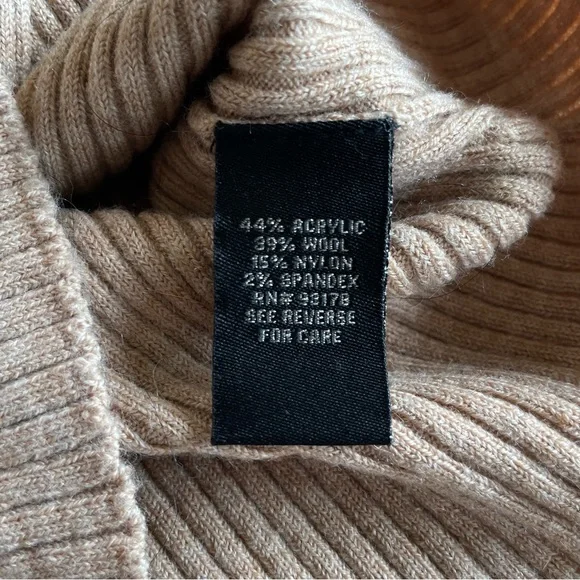 44% ACRYLIC
39% WOOL
15% NYLON
2% SPANDEX
RN# 93178
SEE REVERSE
FOR CARE